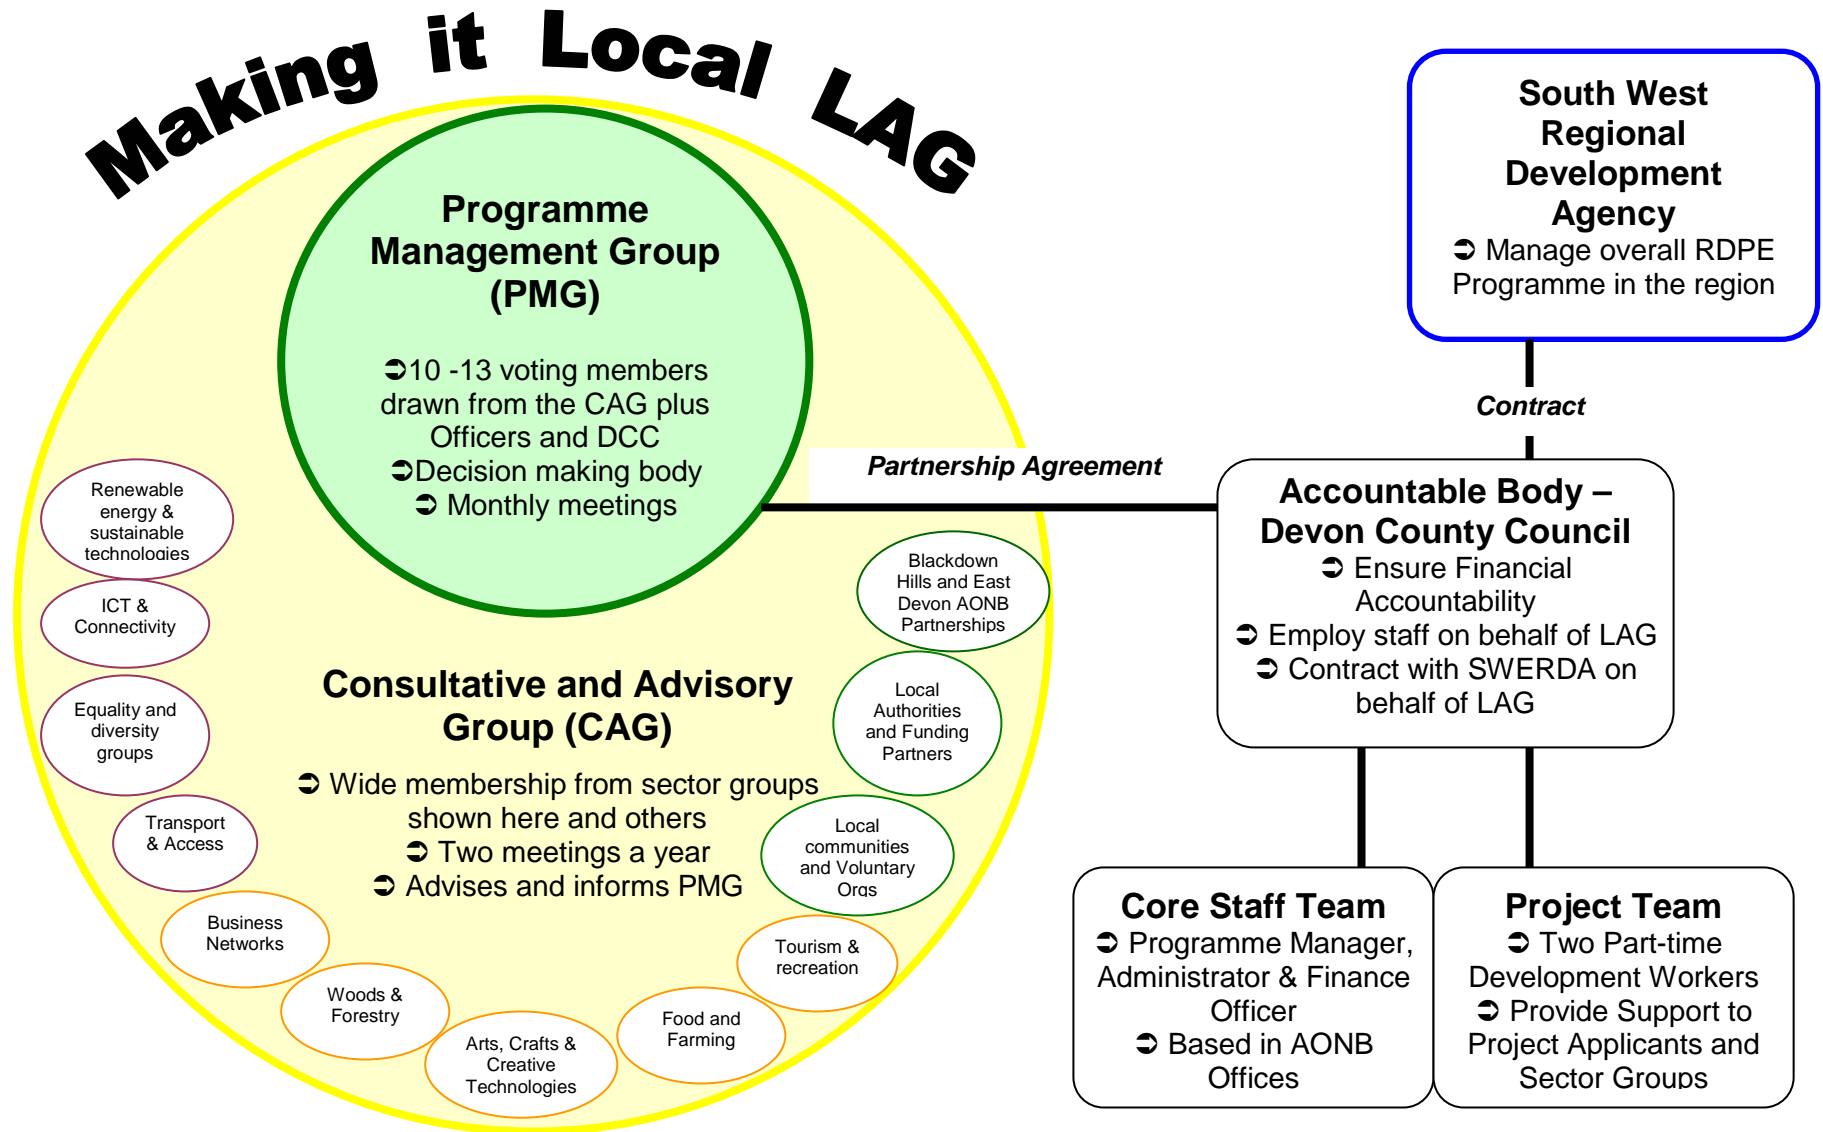 Making it Local LAG
Programme
Management Group
(PMG)
➲10 -13 voting members
drawn from the CAG plus
Officers and DCC
➲Decision making body
➲ Monthly meetings
Consultative and Advisory
Group (CAG)
➲ Wide membership from sector groups
shown here and others
➲ Two meetings a year
➲ Advises and informs PMG
Renewable
energy &
sustainable
technologies
ICT &
Connectivity
Equality and
diversity
groups
Transport
& Access
Business
Networks
Woods &
Forestry
Arts, Crafts &
Creative
Technologies
Food and
Farming
Tourism &
recreation
Local
communities
and Voluntary
Orgs
Local
Authorities
and Funding
Partners
Blackdown
Hills and East
Devon AONB
Partnerships
Partnership Agreement
South West
Regional
Development
Agency
➲ Manage overall RDPE
Programme in the region
Contract
Accountable Body –
Devon County Council
➲ Ensure Financial
Accountability
➲ Employ staff on behalf of LAG
➲ Contract with SWERDA on
behalf of LAG
Core Staff Team
➲ Programme Manager,
Administrator & Finance
Officer
➲ Based in AONB
Offices
Project Team
➲ Two Part-time
Development Workers
➲ Provide Support to
Project Applicants and
Sector Groups